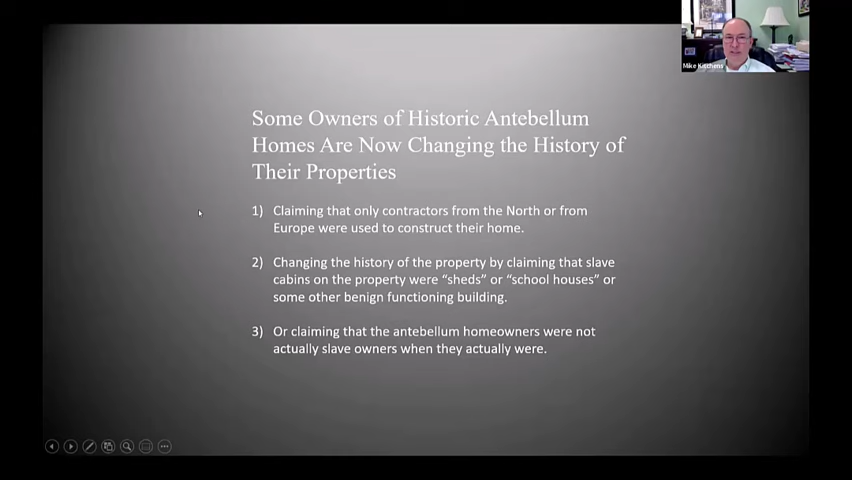 Mike Kitchens
Some Owners of Historic Antebellum
Homes Are Now Changing the History of
Their Properties
1) Claiming that only contractors from the North or from
Europe were used to construct their home.
2) Changing the history of the property by claiming that slave
cabins on the property were “sheds” or “school houses” or
some other benign functioning building.
3) Or claiming that the antebellum homeowners were not
actually slave owners when they actually were.